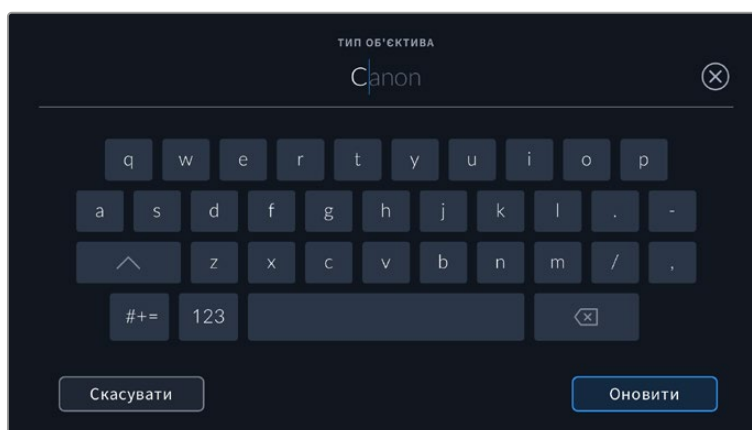 ТИП ОБ'ЄКТИВА
Canon
q w e r t y u i o p
a s d f g h j k l . -
z x c v b n m / ,
#+= 123
Скасувати Оновити